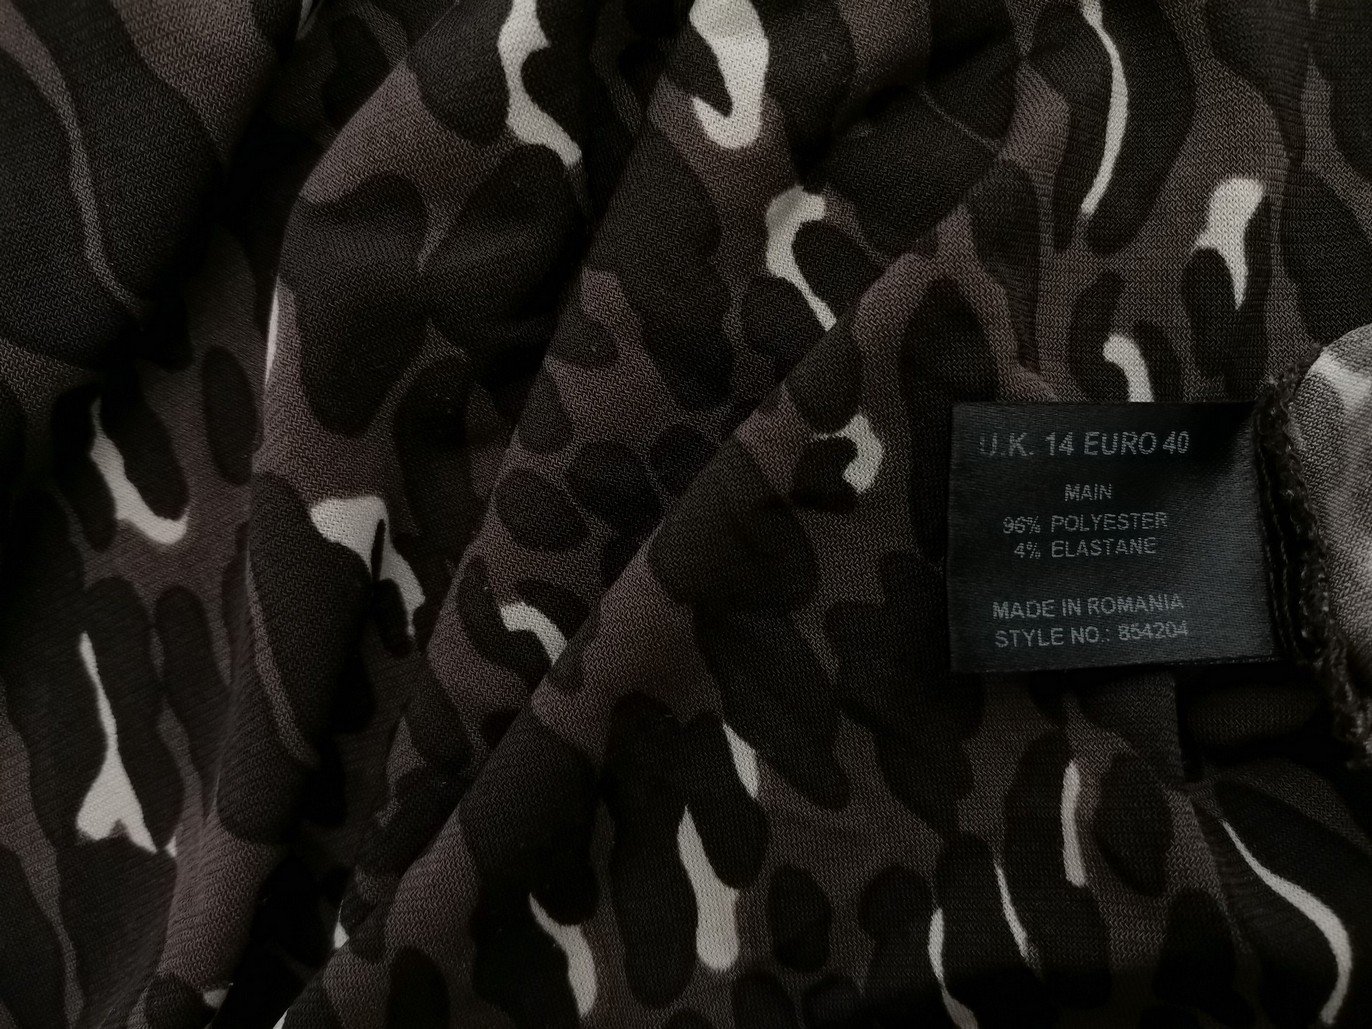 U.K. 14 EURO 40
MAIN
96% POLYESTER
4% ELASTANE
MADE IN ROMANIA
STYLE NO.: 854204